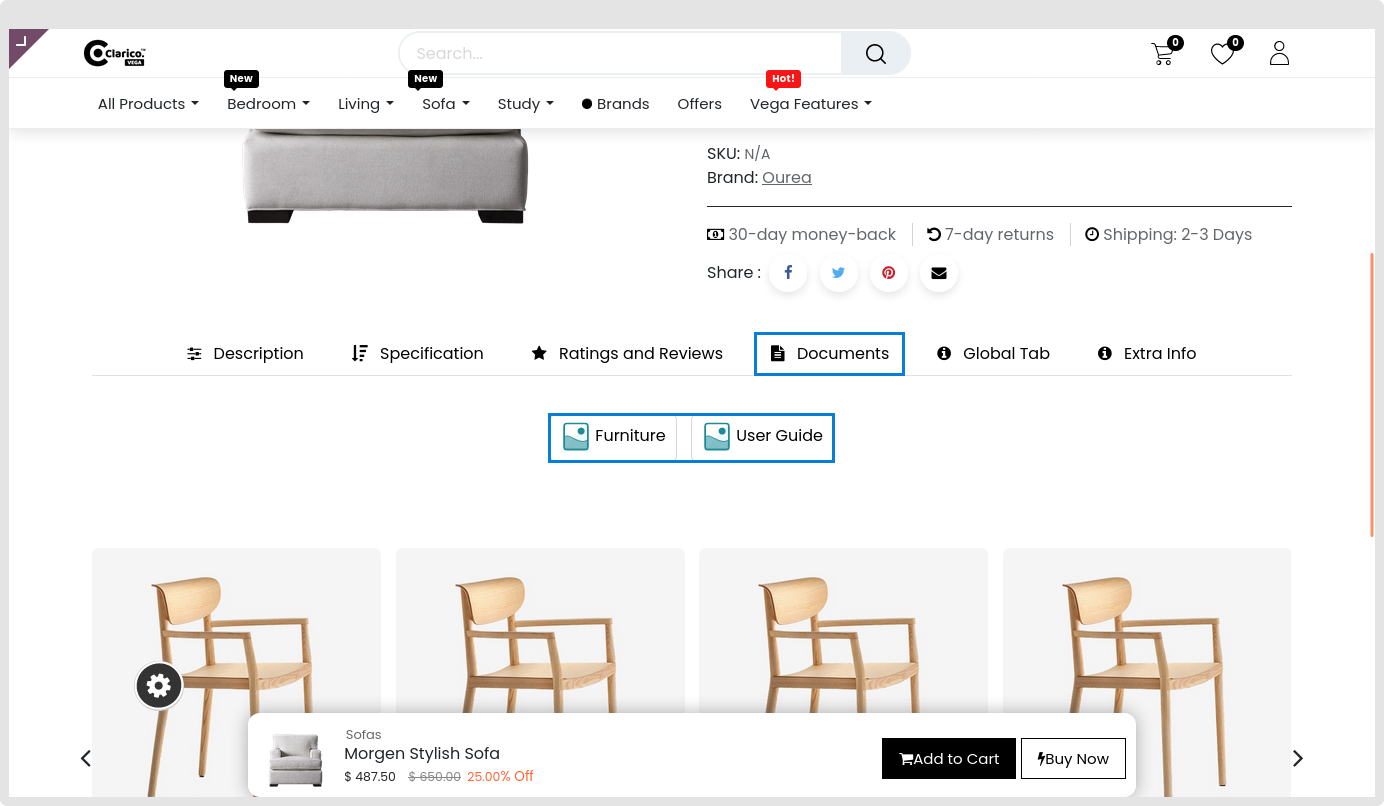 Clarico.
VEGA
Search...
0
0
New
New
Hot!
All Products
Bedroom
Living
Sofa
Study
Brands
Offers
Vega Features
SKU: N/A
Brand: Ourea
30-day money-back
7-day returns
Shipping: 2-3 Days
Share :
Description
Specification
Ratings and Reviews
Documents
Global Tab
Extra Info
Furniture
User Guide
Sofas
Morgen Stylish Sofa
$ 487.50 $ 650.00 25.00% Off
Add to Cart
Buy Now